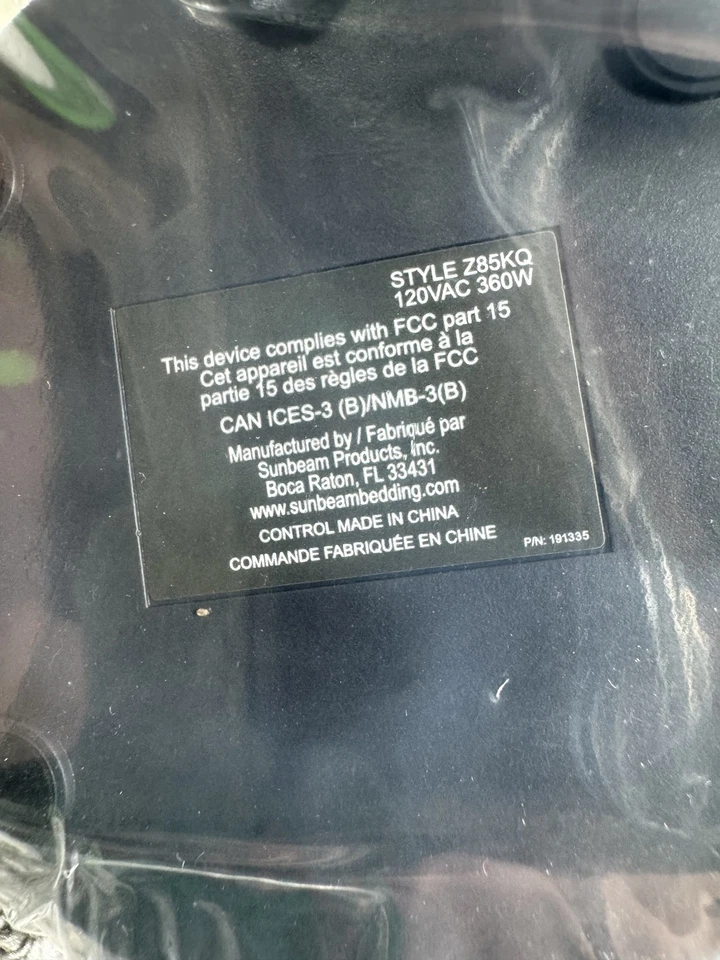 STYLE Z85KQ
120VAC 360W
This device complies with FCC part 15
Cet appareil est conforme à la
partie 15 des règles de la FCC
CAN ICES-3 (B)/NMB-3(B)
Manufactured by / Fabriqué par
Sunbeam Products, Inc.
Boca Raton, FL 33431
www.sunbeambedding.com
CONTROL MADE IN CHINA
COMMANDE FABRIQUÉE EN CHINE
P/N: 191335